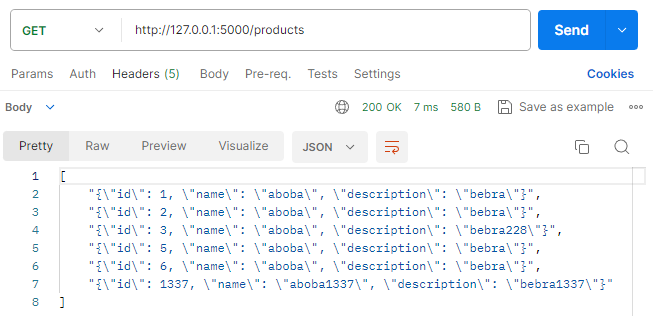 GET http://127.0.0.1:5000/products Send
Params Auth Headers (5) Body Pre-req. Tests Settings Cookies
Body 200 OK 7 ms 580 B Save as example
Pretty Raw Preview Visualize JSON
1 [
2 "{\"id\": 1, \"name\": \"aboba\", \"description\": \"bebra\"}",
3 "{\"id\": 2, \"name\": \"aboba\", \"description\": \"bebra\"}",
4 "{\"id\": 3, \"name\": \"aboba\", \"description\": \"bebra228\"}",
5 "{\"id\": 5, \"name\": \"aboba\", \"description\": \"bebra\"}",
6 "{\"id\": 6, \"name\": \"aboba\", \"description\": \"bebra\"}",
7 "{\"id\": 1337, \"name\": \"aboba1337\", \"description\": \"bebra1337\"}"
8 ]